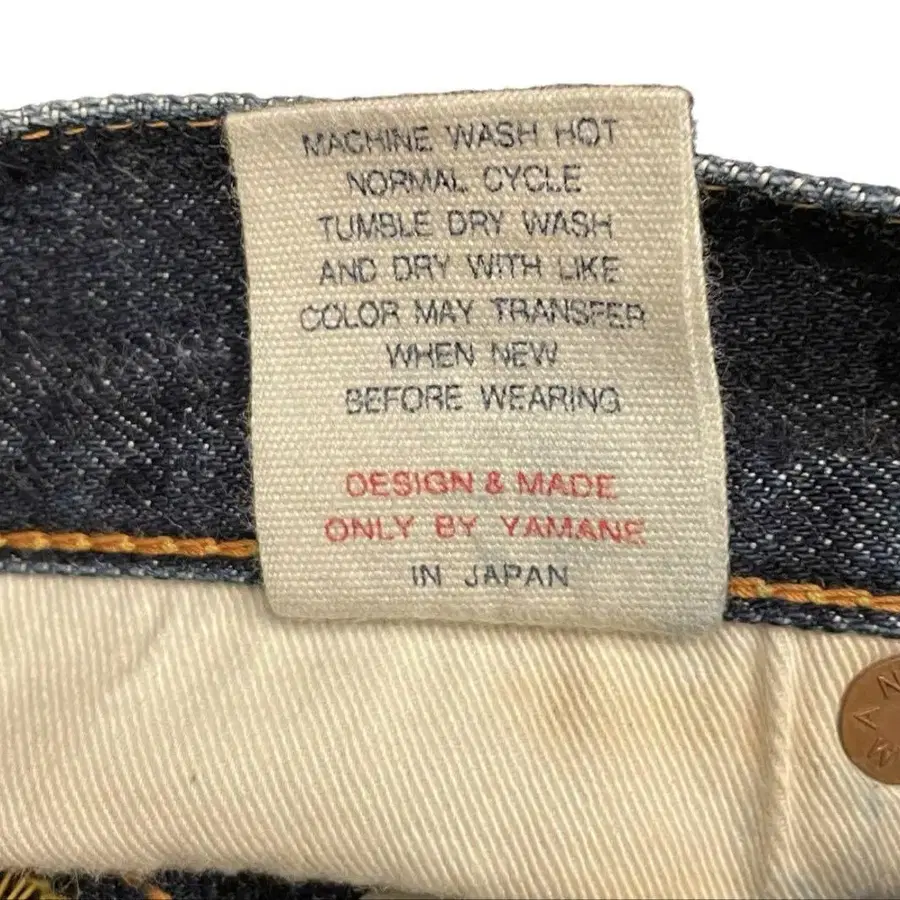 MACHINE WASH HOT
NORMAL CYCLE
TUMBLE DRY WASH
AND DRY WITH LIKE
COLOR MAY TRANSFER
WHEN NEW
BEFORE WEARING
DESIGN & MADE
ONLY BY YAMANE
IN JAPAN